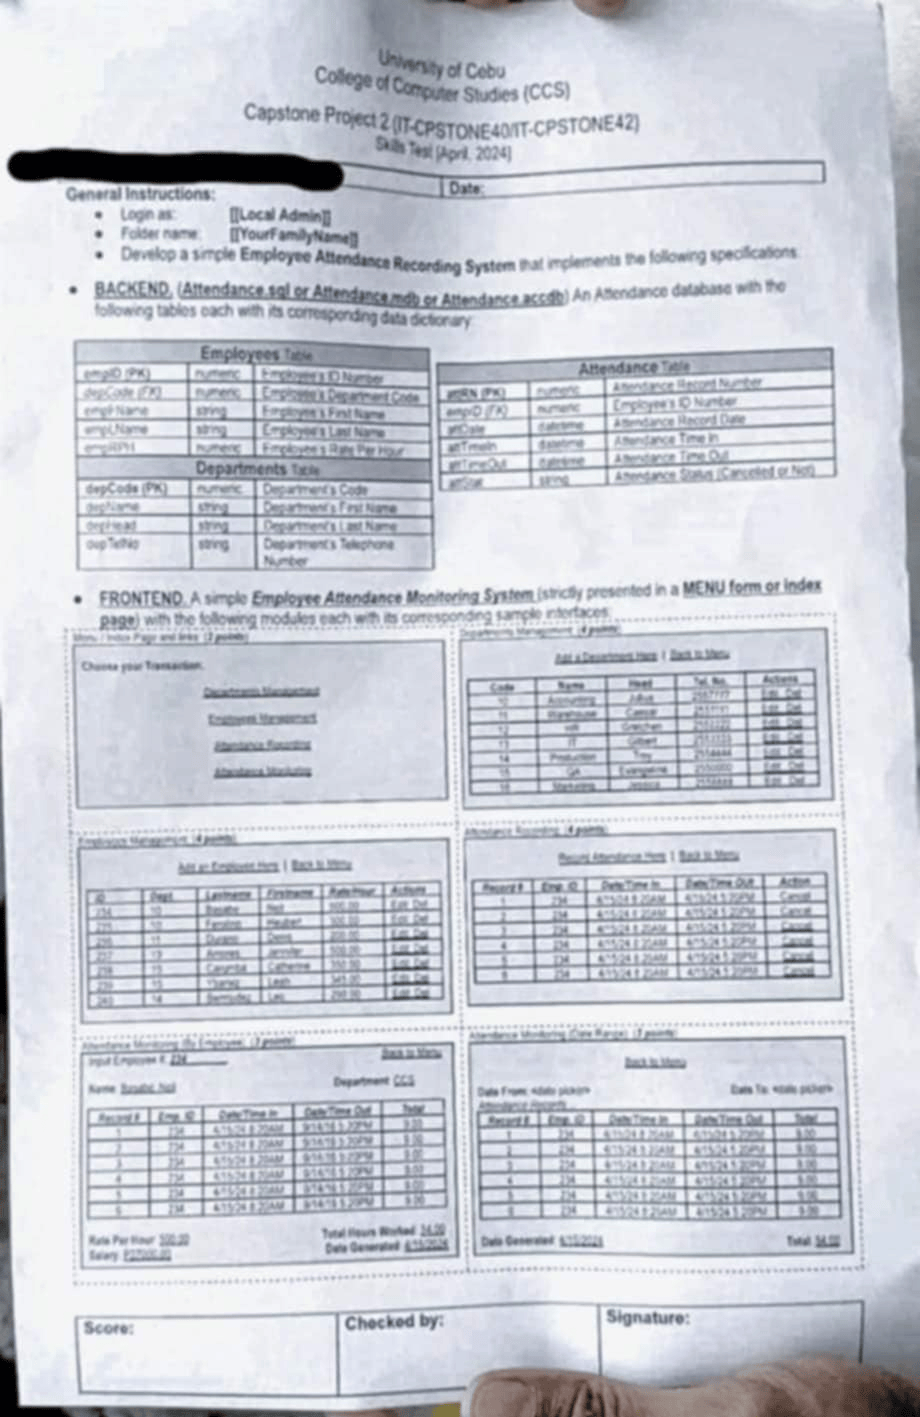 University of Cebu
College of Computer Studies (CCS)
Capstone Project 2 (IT-CPSTONE40/IT-CPSTONE42)
Skills Test [April, 2024]
Date:
General Instructions:
• Login as: [[Local Admin]]
• Folder name: [[YourFamilyName]]
• Develop a simple Employee Attendance Recording System that implements the following specifications:
• BACKEND. (Attendance.sql or Attendance.mdb or Attendance.accdb) An Attendance database with the
following tables each with its corresponding data dictionary:
Employees Table
empID (PK) numeric Employee's ID Number
depCode (FK) numeric Employee's Department Code
empFName string Employee's First Name
empLName string Employee's Last Name
empRPH numeric Employee's Rate Per Hour
Departments Table
depCode (PK) numeric Department's Code
depName string Department's First Name
depHead string Department's Last Name
depTelNo string Department's Telephone
Number
Attendance Table
attRN (PK) numeric Attendance Record Number
empID (FK) numeric Employee's ID Number
attDate datetime Attendance Record Date
attTimeIn datetime Attendance Time In
attTimeOut datetime Attendance Time Out
attStat string Attendance Status (Cancelled or Not)
• FRONTEND. A simple Employee Attendance Monitoring System (strictly presented in a MENU form or Index
page) with the following modules each with its corresponding sample interfaces:
Menu / Index Page and links (2 points)
Choose your Transaction:
Departments Management
Employees Management
Attendance Recording
Attendance Monitoring
Departments Management (4 points)
Add a Department Here | Back to Menu
Code Name Head Tel. No. Actions
10 Accounting Edit Del
11 Warehouse Edit Del
12 HR Gretchen Edit Del
13 IT Gilbert Edit Del
14 Production Troy Edit Del
15 QA Evangeline Edit Del
16 Marketing Jessica Edit Del
Employees Management (4 points)
Add an Employee Here | Back to Menu
ID Dept. Lastname Firstname Rate/Hour Actions
234 10 Neil 500.00 Edit Del
235 10 Edit Del
236 11 Durano Dennis Edit Del
237 13 Jennifer Edit Del
238 15 Catherine Edit Del
239 15 Leah Edit Del
240 14 Bermudez Leo Edit Del
Attendance Recording (4 points)
Record Attendance Here | Back to Menu
Record # Emp. ID Date/Time In Date/Time Out Action
1 234 4/15/24 8:20AM 4/15/24 5:20PM Cancel
2 234 4/15/24 8:20AM 4/15/24 5:20PM Cancel
3 234 4/15/24 8:20AM 4/15/24 5:20PM Cancel
4 234 4/15/24 8:20AM 4/15/24 5:20PM Cancel
5 234 4/15/24 8:20AM 4/15/24 5:20PM Cancel
6 234 4/15/24 8:20AM 4/15/24 5:20PM Cancel
Attendance Monitoring (By Employee) (3 points)
Input Employee #: 234 Back to Menu
Name: Neil Department: CCS
Record # Emp. ID Date/Time In Date/Time Out Total
1 234 4/15/24 8:20AM 9/14/16 5:20PM 9.00
2 234 4/15/24 8:20AM 9/14/16 5:20PM 9.00
3 234 4/15/24 8:20AM 9/14/16 5:20PM 9.00
4 234 4/15/24 8:20AM 9/14/16 5:20PM 9.00
5 234 4/15/24 8:20AM 9/14/16 5:20PM 9.00
6 234 4/15/24 8:20AM 9/14/16 5:20PM 9.00
Rate Per Hour: 500.00 Total Hours Worked: 54.00
Salary: P27000.00 Date Generated: 4/15/2024
Attendance Monitoring (Date Range) (3 points)
Back to Menu
Date From: <date picker> Date To: <date picker>
Attendance Records
Record # Emp. ID Date/Time In Date/Time Out Total
1 234 4/15/24 8:20AM 4/15/24 5:20PM 9.00
2 234 4/15/24 8:20AM 4/15/24 5:20PM 9.00
3 234 4/15/24 8:20AM 4/15/24 5:20PM 9.00
4 234 4/15/24 8:20AM 4/15/24 5:20PM 9.00
5 234 4/15/24 8:20AM 4/15/24 5:20PM 9.00
6 234 4/15/24 8:20AM 4/15/24 5:20PM 9.00
Date Generated: 4/15/2024 Total: 54.00
Score: Checked by: Signature: